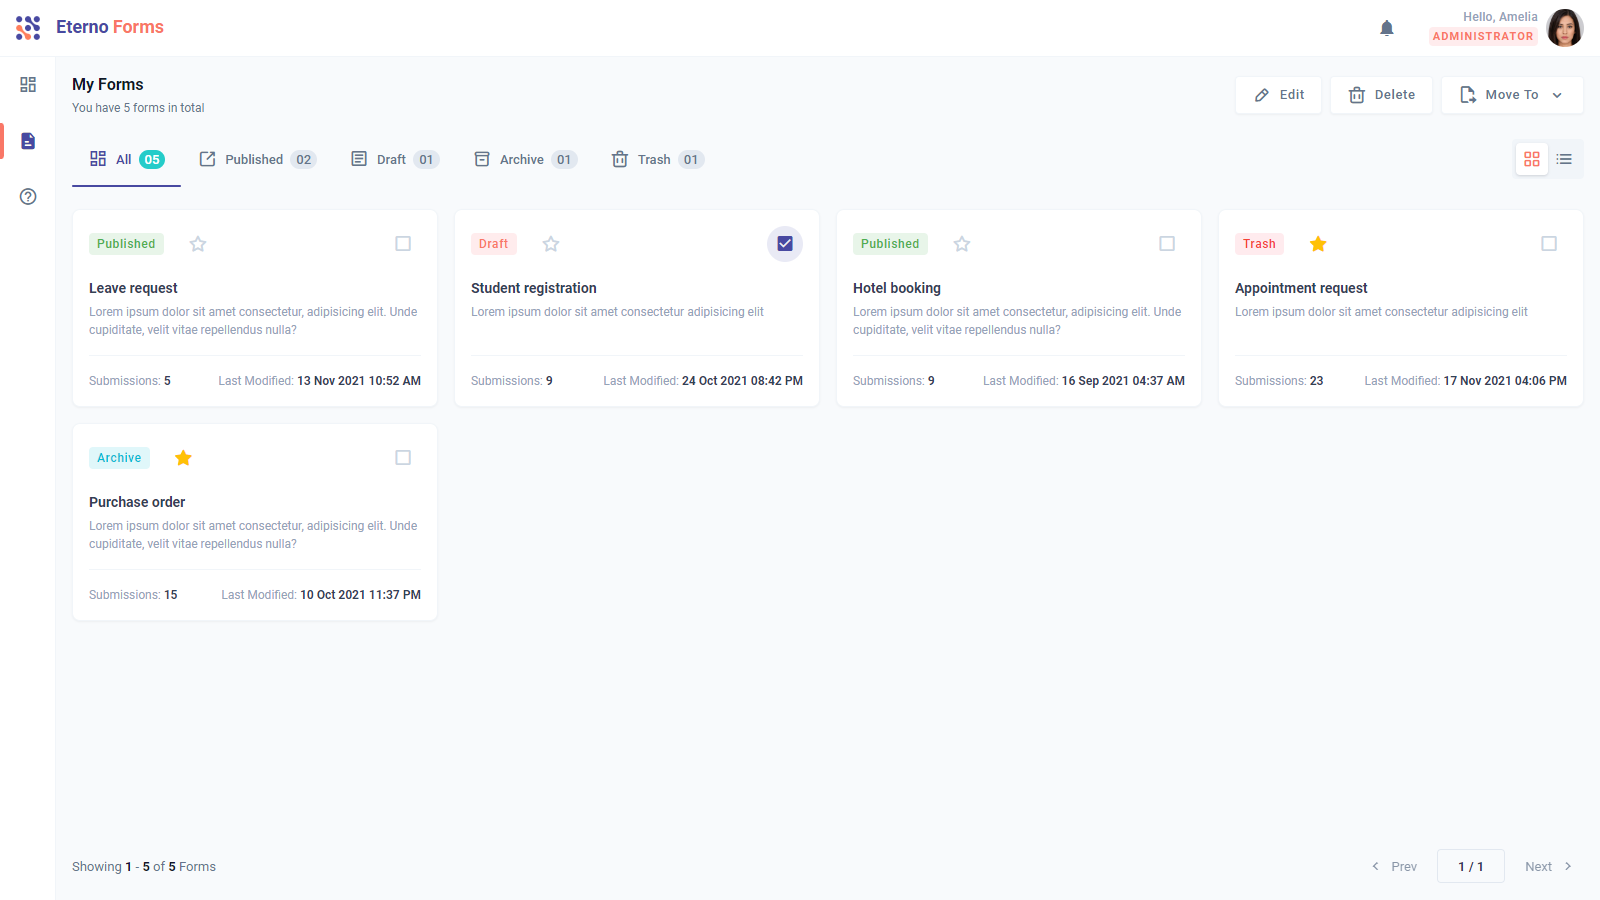 Eterno Forms
Hello, Amelia
ADMINISTRATOR
My Forms
You have 5 forms in total
Edit
Delete
Move To
All 05
Published 02
Draft 01
Archive 01
Trash 01
Published
Leave request
Lorem ipsum dolor sit amet consectetur, adipisicing elit. Unde
cupiditate, velit vitae repellendus nulla?
Submissions: 5
Last Modified: 13 Nov 2021 10:52 AM
Draft
Student registration
Lorem ipsum dolor sit amet consectetur adipisicing elit
Submissions: 9
Last Modified: 24 Oct 2021 08:42 PM
Published
Hotel booking
Lorem ipsum dolor sit amet consectetur, adipisicing elit. Unde
cupiditate, velit vitae repellendus nulla?
Submissions: 9
Last Modified: 16 Sep 2021 04:37 AM
Trash
Appointment request
Lorem ipsum dolor sit amet consectetur adipisicing elit
Submissions: 23
Last Modified: 17 Nov 2021 04:06 PM
Archive
Purchase order
Lorem ipsum dolor sit amet consectetur, adipisicing elit. Unde
cupiditate, velit vitae repellendus nulla?
Submissions: 15
Last Modified: 10 Oct 2021 11:37 PM
Showing 1 - 5 of 5 Forms
Prev
1 / 1
Next